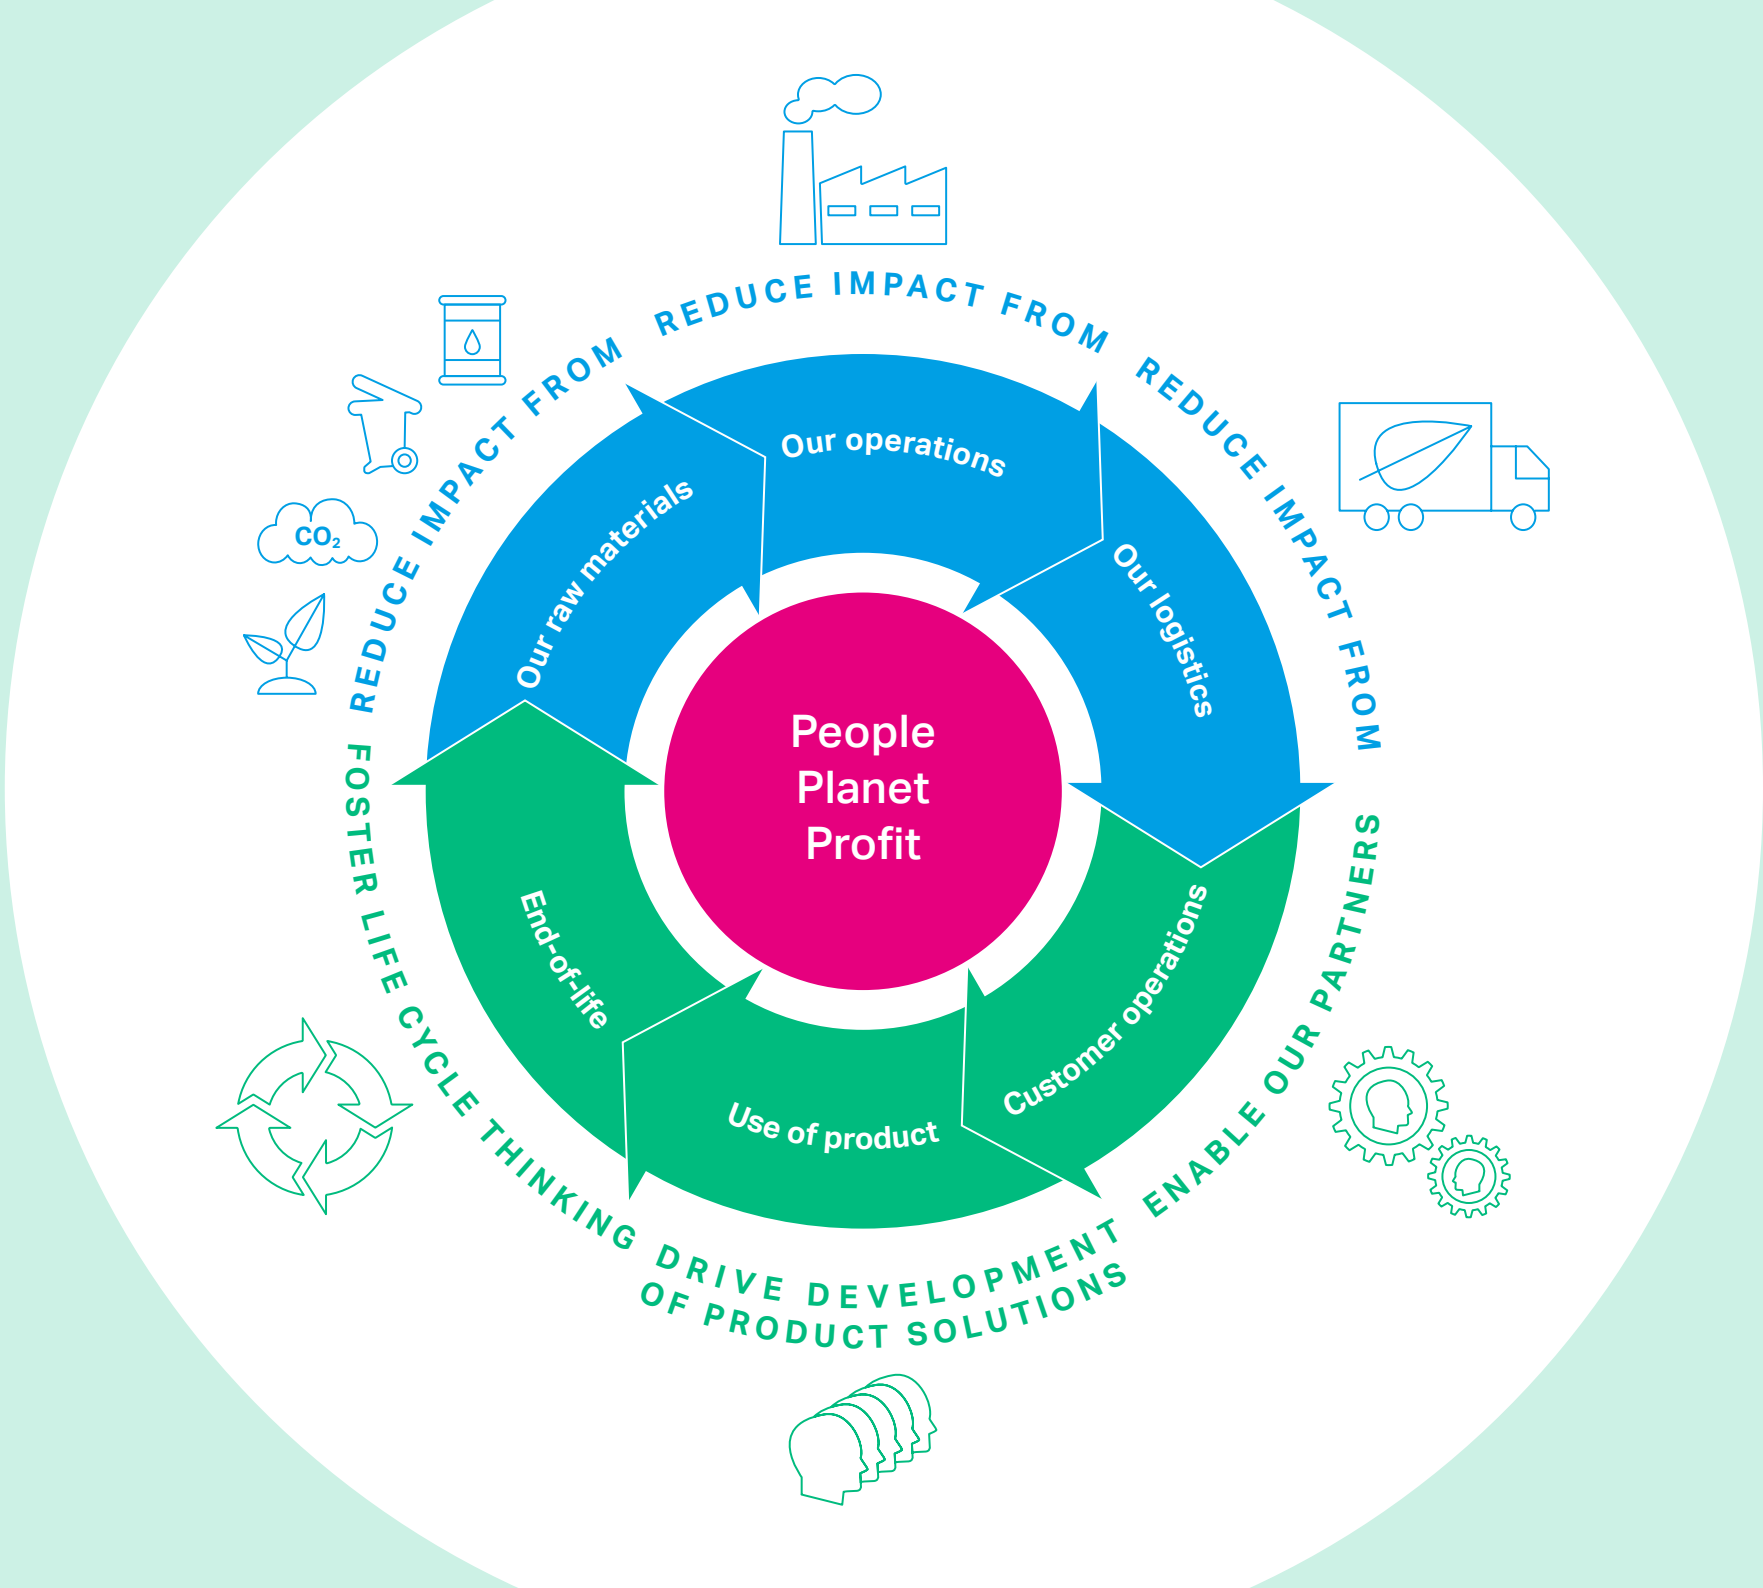 REDUCE IMPACT FROM
Our raw materials
REDUCE IMPACT FROM
Our operations
REDUCE IMPACT FROM
Our logistics
ENABLE OUR PARTNERS
Customer operations
DRIVE DEVELOPMENT
OF PRODUCT SOLUTIONS
Use of product
FOSTER LIFE CYCLE THINKING
End-of-life
People
Planet
Profit
CO₂